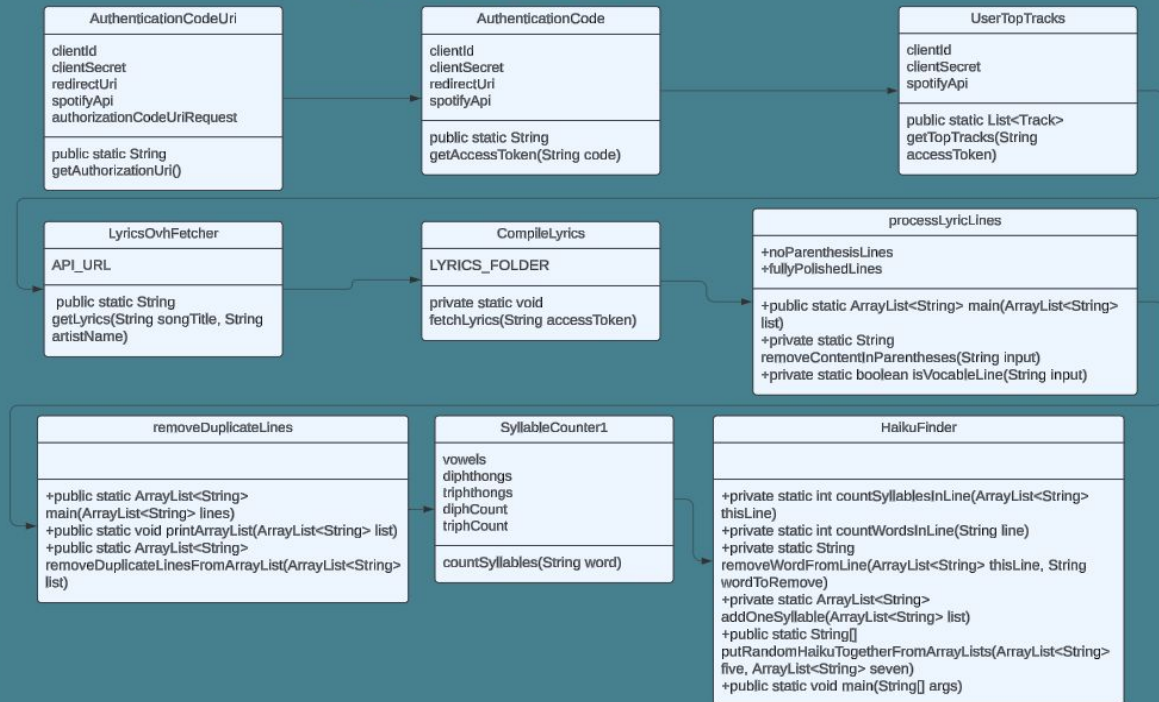 AuthenticationCodeUri
clientId
clientSecret
redirectUri
spotifyApi
authorizationCodeUriRequest
public static String
getAuthorizationUri()
AuthenticationCode
clientId
clientSecret
redirectUri
spotifyApi
public static String
getAccessToken(String code)
UserTopTracks
clientId
clientSecret
spotifyApi
public static List<Track>
getTopTracks(String
accessToken)
LyricsOvhFetcher
API_URL
public static String
getLyrics(String songTitle, String
artistName)
CompileLyrics
LYRICS_FOLDER
private static void
fetchLyrics(String accessToken)
processLyricLines
+noParenthesisLines
+fullyPolishedLines
+public static ArrayList<String> main(ArrayList<String>
list)
+private static String
removeContentInParentheses(String input)
+private static boolean isVocableLine(String input)
removeDuplicateLines
+public static ArrayList<String>
main(ArrayList<String> lines)
+public static void printArrayList(ArrayList<String> list)
+public static ArrayList<String>
removeDuplicateLinesFromArrayList(ArrayList<String>
list)
SyllableCounter1
vowels
diphthongs
triphthongs
diphCount
triphCount
countSyllables(String word)
HaikuFinder
+private static int countSyllablesInLine(ArrayList<String>
thisLine)
+private static int countWordsInLine(String line)
+private static String
removeWordFromLine(ArrayList<String> thisLine, String
wordToRemove)
+private static ArrayList<String>
addOneSyllable(ArrayList<String> list)
+public static String[]
putRandomHaikuTogetherFromArrayLists(ArrayList<String>
five, ArrayList<String> seven)
+public static void main(String[] args)